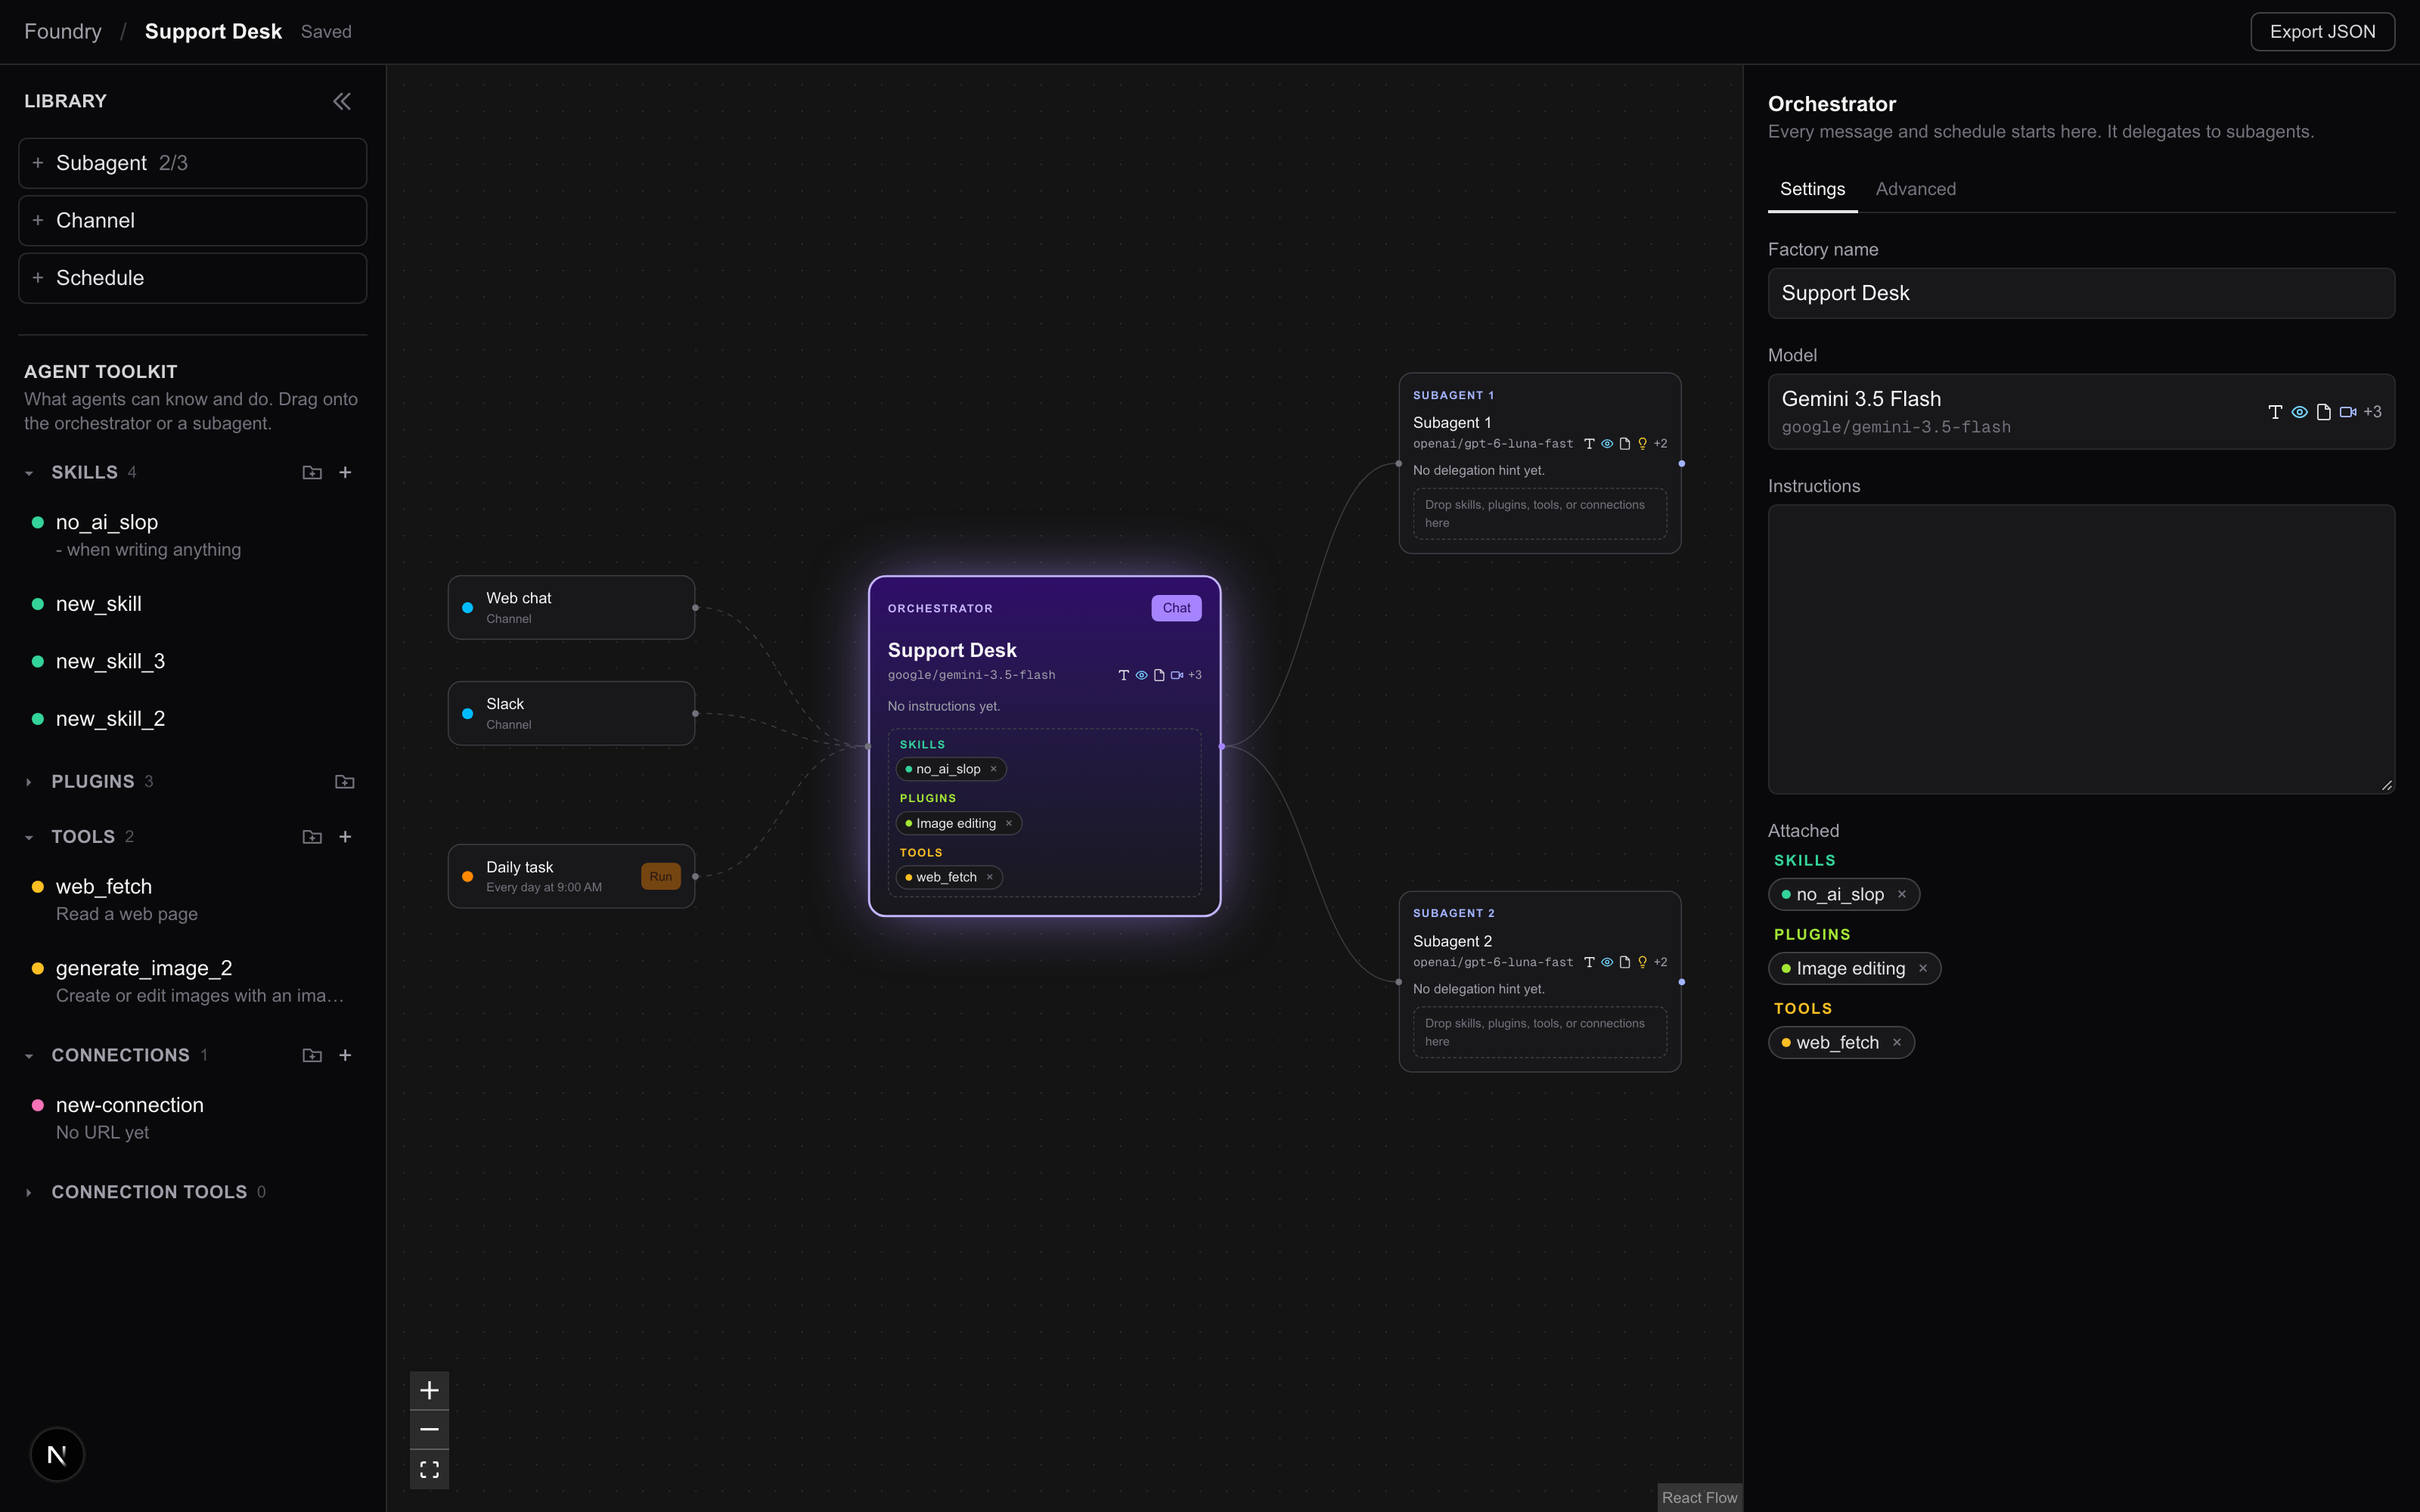 Foundry / Support Desk Saved
Export JSON
LIBRARY
+ Subagent 2/3
+ Channel
+ Schedule
AGENT TOOLKIT
What agents can know and do. Drag onto
the orchestrator or a subagent.
SKILLS 4
no_ai_slop
- when writing anything
new_skill
new_skill_3
new_skill_2
PLUGINS 3
TOOLS 2
web_fetch
Read a web page
generate_image_2
Create or edit images with an ima…
CONNECTIONS 1
new-connection
No URL yet
CONNECTION TOOLS 0
N
Web chat
Channel
Slack
Channel
Daily task
Every day at 9:00 AM
Run
ORCHESTRATOR
Chat
Support Desk
google/gemini-3.5-flash
+3
No instructions yet.
SKILLS
no_ai_slop ×
PLUGINS
Image editing ×
TOOLS
web_fetch ×
SUBAGENT 1
Subagent 1
openai/gpt-6-luna-fast +2
No delegation hint yet.
Drop skills, plugins, tools, or connections
here
SUBAGENT 2
Subagent 2
openai/gpt-6-luna-fast +2
No delegation hint yet.
Drop skills, plugins, tools, or connections
here
React Flow
Orchestrator
Every message and schedule starts here. It delegates to subagents.
Settings Advanced
Factory name
Support Desk
Model
Gemini 3.5 Flash
google/gemini-3.5-flash
+3
Instructions
Attached
SKILLS
no_ai_slop ×
PLUGINS
Image editing ×
TOOLS
web_fetch ×